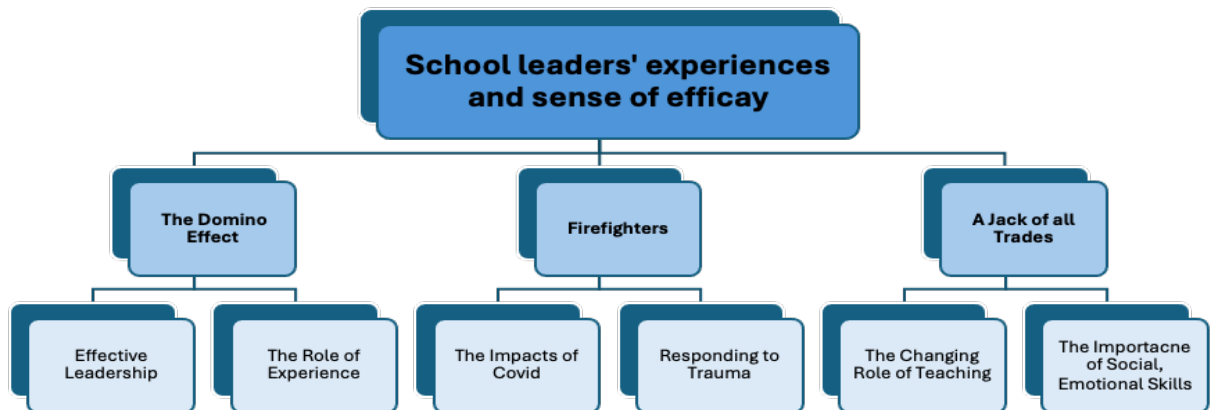 School leaders' experiences
and sense of efficay
The Domino
Effect
Firefighters
A Jack of all
Trades
Effective
Leadership
The Role of
Experience
The Impacts of
Covid
Responding to
Trauma
The Changing
Role of Teaching
The Importacne
of Social,
Emotional Skills